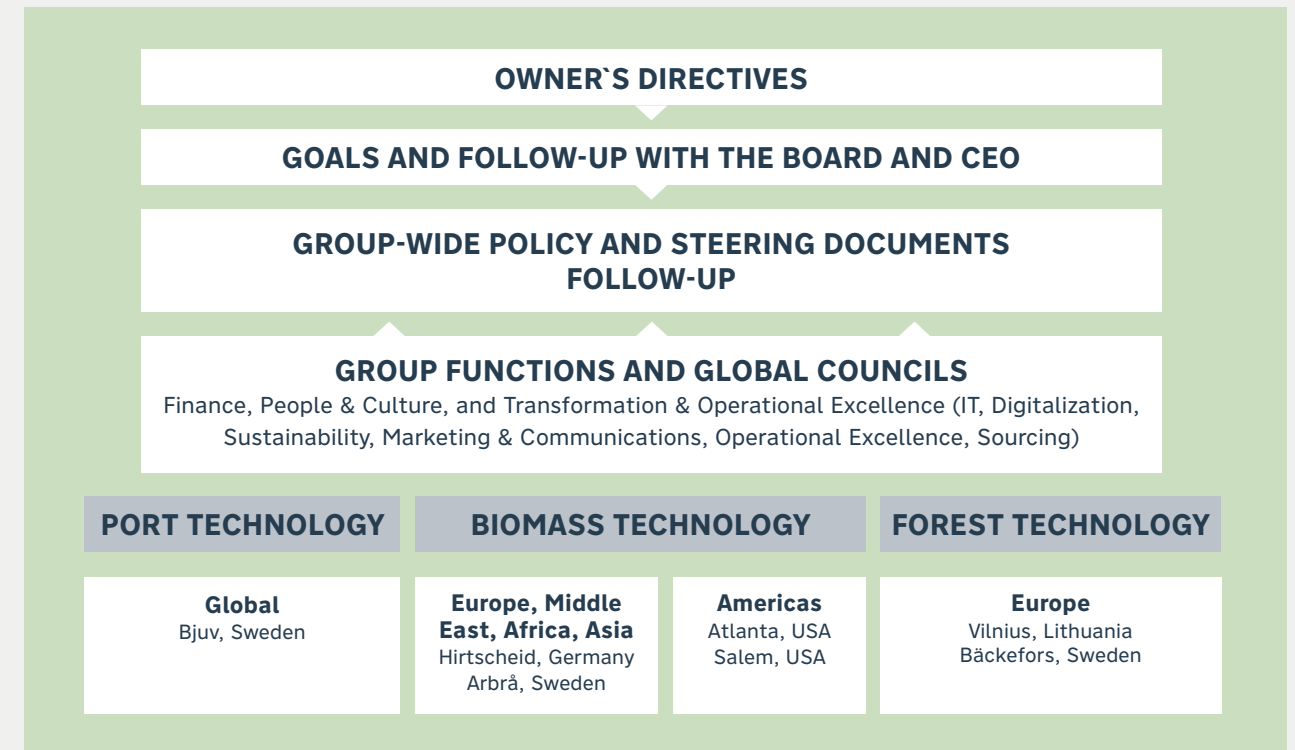 OWNER`S DIRECTIVES
GOALS AND FOLLOW-UP WITH THE BOARD AND CEO
GROUP-WIDE POLICY AND STEERING DOCUMENTS
FOLLOW-UP
GROUP FUNCTIONS AND GLOBAL COUNCILS
Finance, People & Culture, and Transformation & Operational Excellence (IT, Digitalization,
Sustainability, Marketing & Communications, Operational Excellence, Sourcing)
PORT TECHNOLOGY
BIOMASS TECHNOLOGY
FOREST TECHNOLOGY
Global
Bjuv, Sweden
Europe, Middle
East, Africa, Asia
Hirtscheid, Germany
Arbrå, Sweden
Americas
Atlanta, USA
Salem, USA
Europe
Vilnius, Lithuania
Bäckefors, Sweden